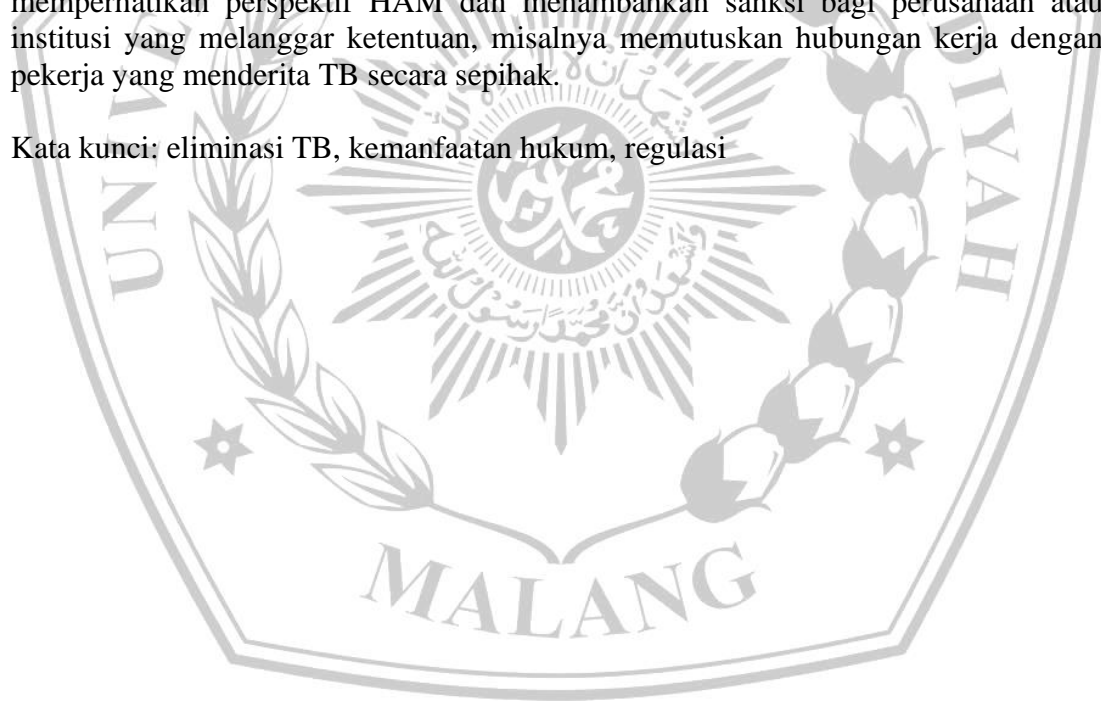 memperhatikan perspektif HAM dan menambahkan sanksi bagi perusahaan atau
institusi yang melanggar ketentuan, misalnya memutuskan hubungan kerja dengan
pekerja yang menderita TB secara sepihak.
Kata kunci: eliminasi TB, kemanfaatan hukum, regulasi
DIYAH
MALANG